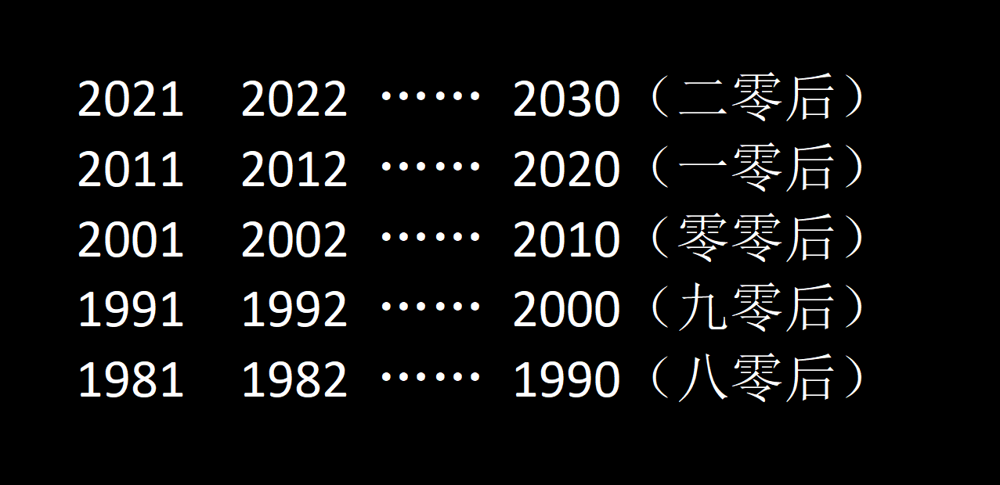 2021 2022 …… 2030（二零后）
2011 2012 …… 2020（一零后）
2001 2002 …… 2010（零零后）
1991 1992 …… 2000（九零后）
1981 1982 …… 1990（八零后）